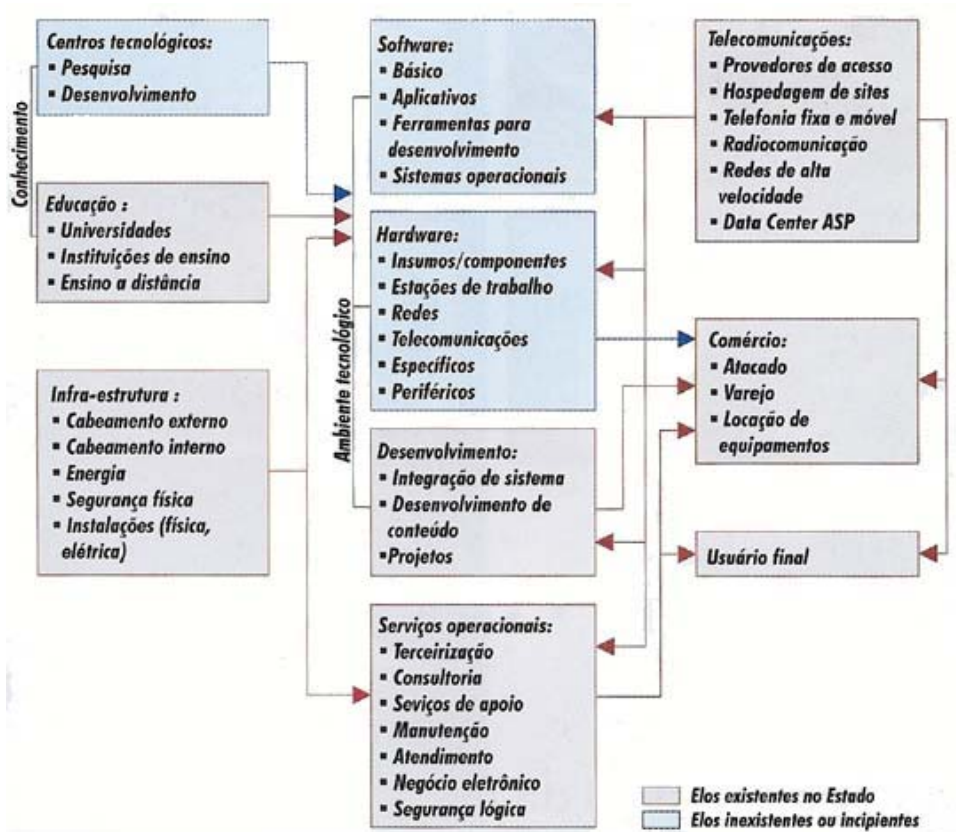 Centros tecnológicos:
▪ Pesquisa
▪ Desenvolvimento
Conhecimento
Educação :
▪ Universidades
▪ Instituições de ensino
▪ Ensino a distância
Infra-estrutura :
▪ Cabeamento externo
▪ Cabeamento interno
▪ Energia
▪ Segurança física
▪ Instalações (física,
elétrica)
Software:
▪ Básico
▪ Aplicativos
▪ Ferramentas para
desenvolvimento
▪ Sistemas operacionais
Hardware:
▪ Insumos/componentes
▪ Estações de trabalho
▪ Redes
▪ Telecomunicações
▪ Específicos
▪ Periféricos
Ambiente tecnológico
Desenvolvimento:
▪ Integração de sistema
▪ Desenvolvimento de
conteúdo
▪Projetos
Serviços operacionais:
▪ Terceirização
▪ Consultoria
▪ Seviços de apoio
▪ Manutenção
▪ Atendimento
▪ Negócio eletrônico
▪ Segurança lógica
Telecomunicações:
▪ Provedores de acesso
▪ Hospedagem de sites
▪ Telefonia fixa e móvel
▪ Radiocomunicação
▪ Redes de alta
velocidade
▪ Data Center ASP
Comércio:
▪ Atacado
▪ Varejo
▪ Locação de
equipamentos
Usuário final
Elos existentes no Estado
Elos inexistentes ou incipientes